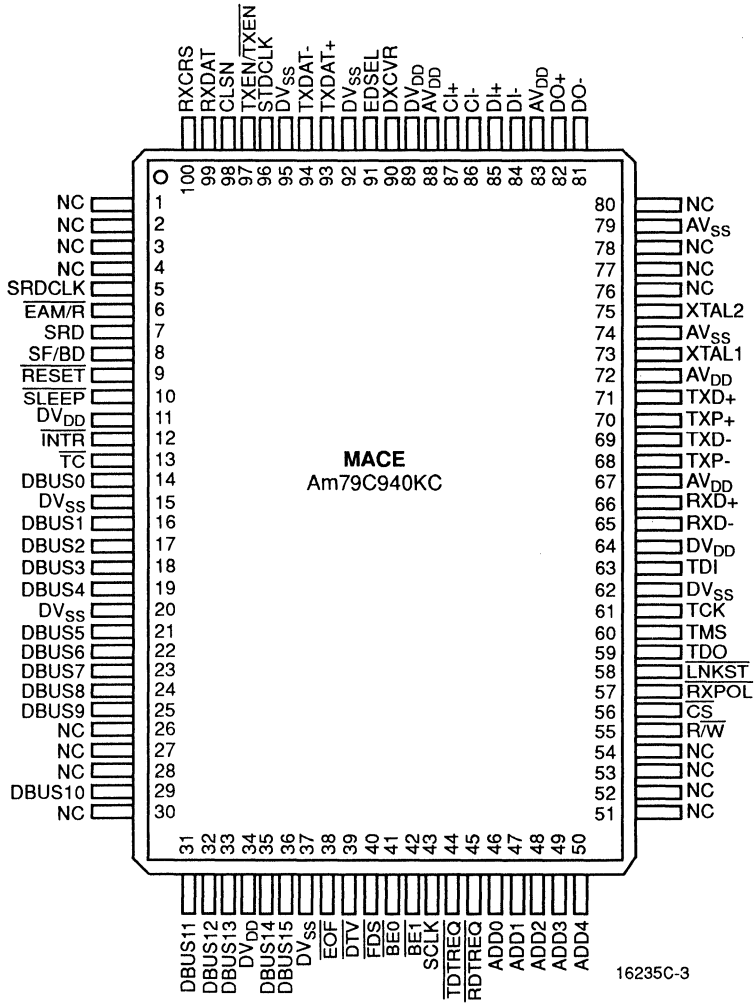 RXCRS
RXDAT
CLSN
TXEN/TXEN
STDCLK
DVSS
TXDAT-
TXDAT+
DVSS
EDSEL
DXCVR
DVDD
AVDD
CI+
CI-
DI+
DI-
AVDD
DO+
DO-
100
99
98
97
96
95
94
93
92
91
90
89
88
87
86
85
84
83
82
81
NC 1
NC 2
NC 3
NC 4
SRDCLK 5
EAM/R 6
SRD 7
SF/BD 8
RESET 9
SLEEP 10
DVDD 11
INTR 12
TC 13
DBUS0 14
DVSS 15
DBUS1 16
DBUS2 17
DBUS3 18
DBUS4 19
DVSS 20
DBUS5 21
DBUS6 22
DBUS7 23
DBUS8 24
DBUS9 25
NC 26
NC 27
NC 28
DBUS10 29
NC 30
MACE
Am79C940KC
80 NC
79 AVSS
78 NC
77 NC
76 NC
75 XTAL2
74 AVSS
73 XTAL1
72 AVDD
71 TXD+
70 TXP+
69 TXD-
68 TXP-
67 AVDD
66 RXD+
65 RXD-
64 DVDD
63 TDI
62 DVSS
61 TCK
60 TMS
59 TDO
58 LNKST
57 RXPOL
56 CS
55 R/W
54 NC
53 NC
52 NC
51 NC
31
32
33
34
35
36
37
38
39
40
41
42
43
44
45
46
47
48
49
50
DBUS11
DBUS12
DBUS13
DVDD
DBUS14
DBUS15
DVSS
EOF
DTV
FDS
BE0
BE1
SCLK
TDTREQ
RDTREQ
ADD0
ADD1
ADD2
ADD3
ADD4
16235C-3